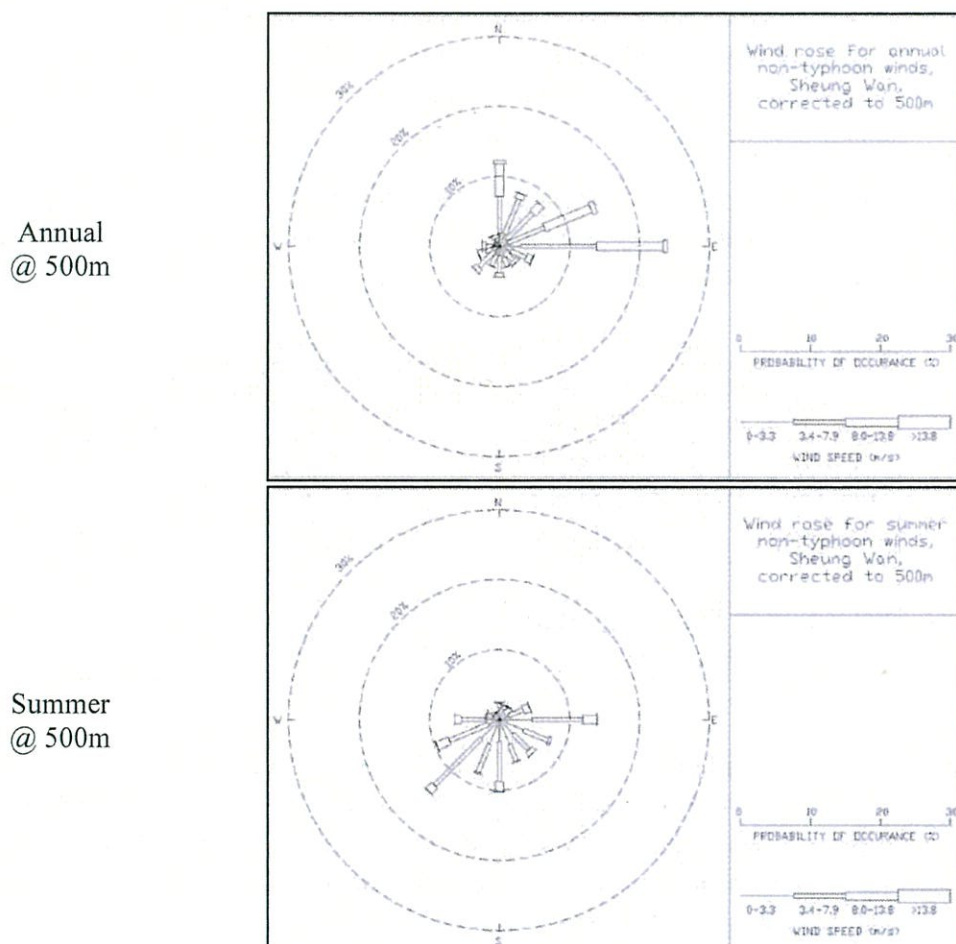 Annual
@ 500m
N
30%
20%
10%
W
E
S
Wind rose for annual
non-typhoon winds,
Sheung Wan,
corrected to 500m
0 10 20 30
PROBABILITY OF OCCURANCE (%)
0-3.3 3.4-7.9 8.0-13.8 >13.8
WIND SPEED (m/s)
Summer
@ 500m
N
30%
20%
10%
W
E
S
Wind rose for summer
non-typhoon winds,
Sheung Wan,
corrected to 500m
0 10 20 30
PROBABILITY OF OCCURANCE (%)
0-3.3 3.4-7.9 8.0-13.8 >13.8
WIND SPEED (m/s)